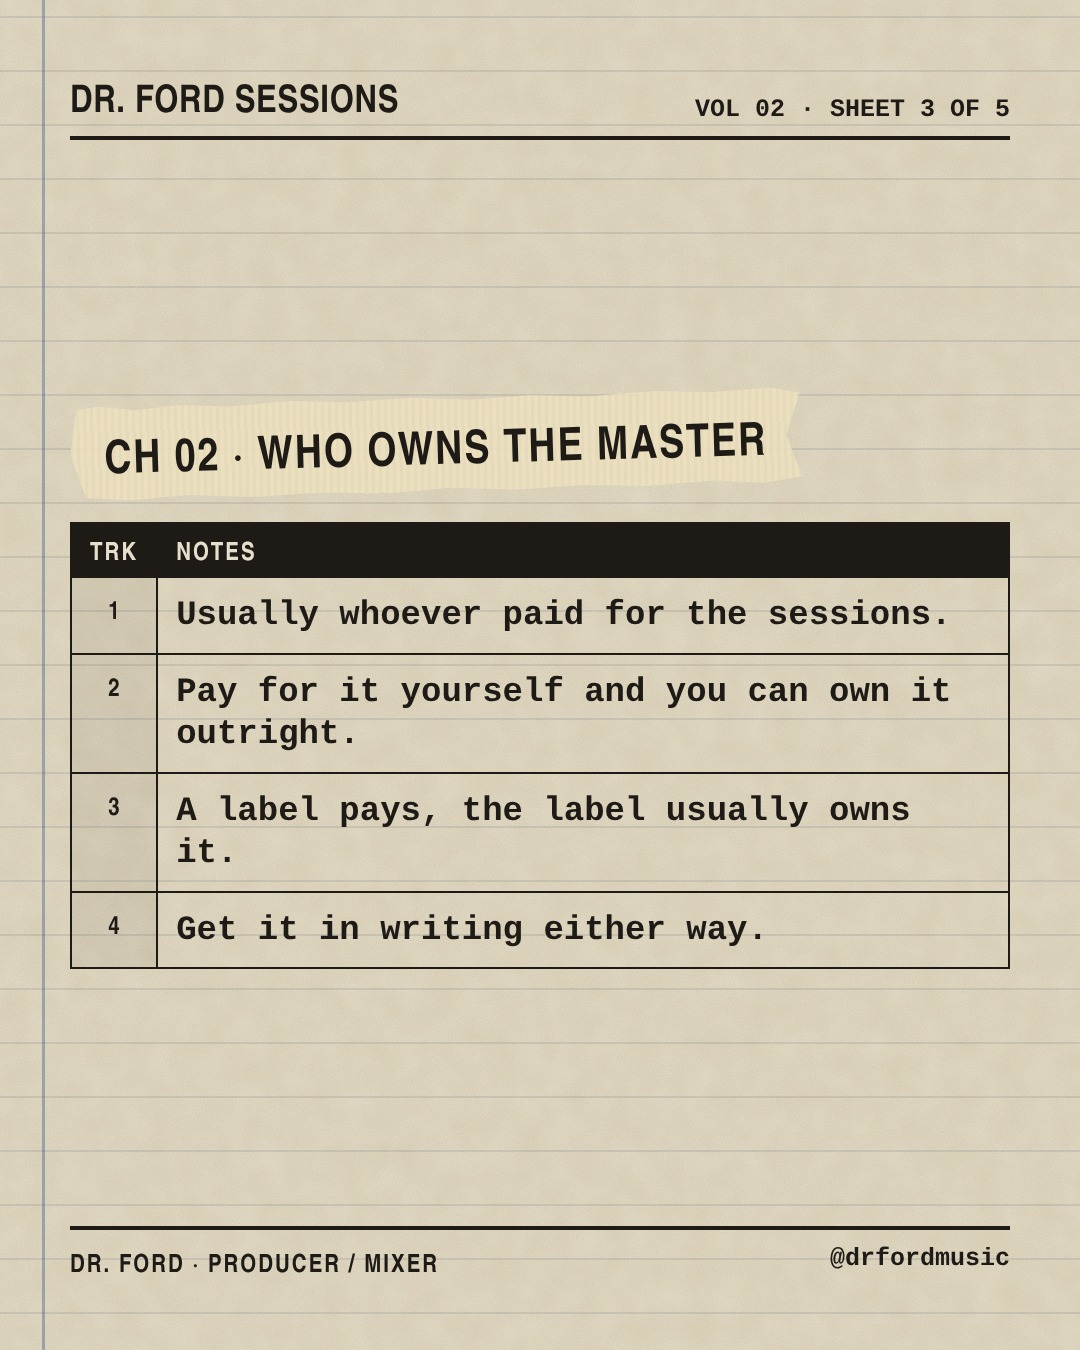 DR. FORD SESSIONS
VOL 02 · SHEET 3 OF 5
CH 02 · WHO OWNS THE MASTER
TRK NOTES
1 Usually whoever paid for the sessions.
2 Pay for it yourself and you can own it
outright.
3 A label pays, the label usually owns
it.
4 Get it in writing either way.
DR. FORD · PRODUCER / MIXER
@drfordmusic